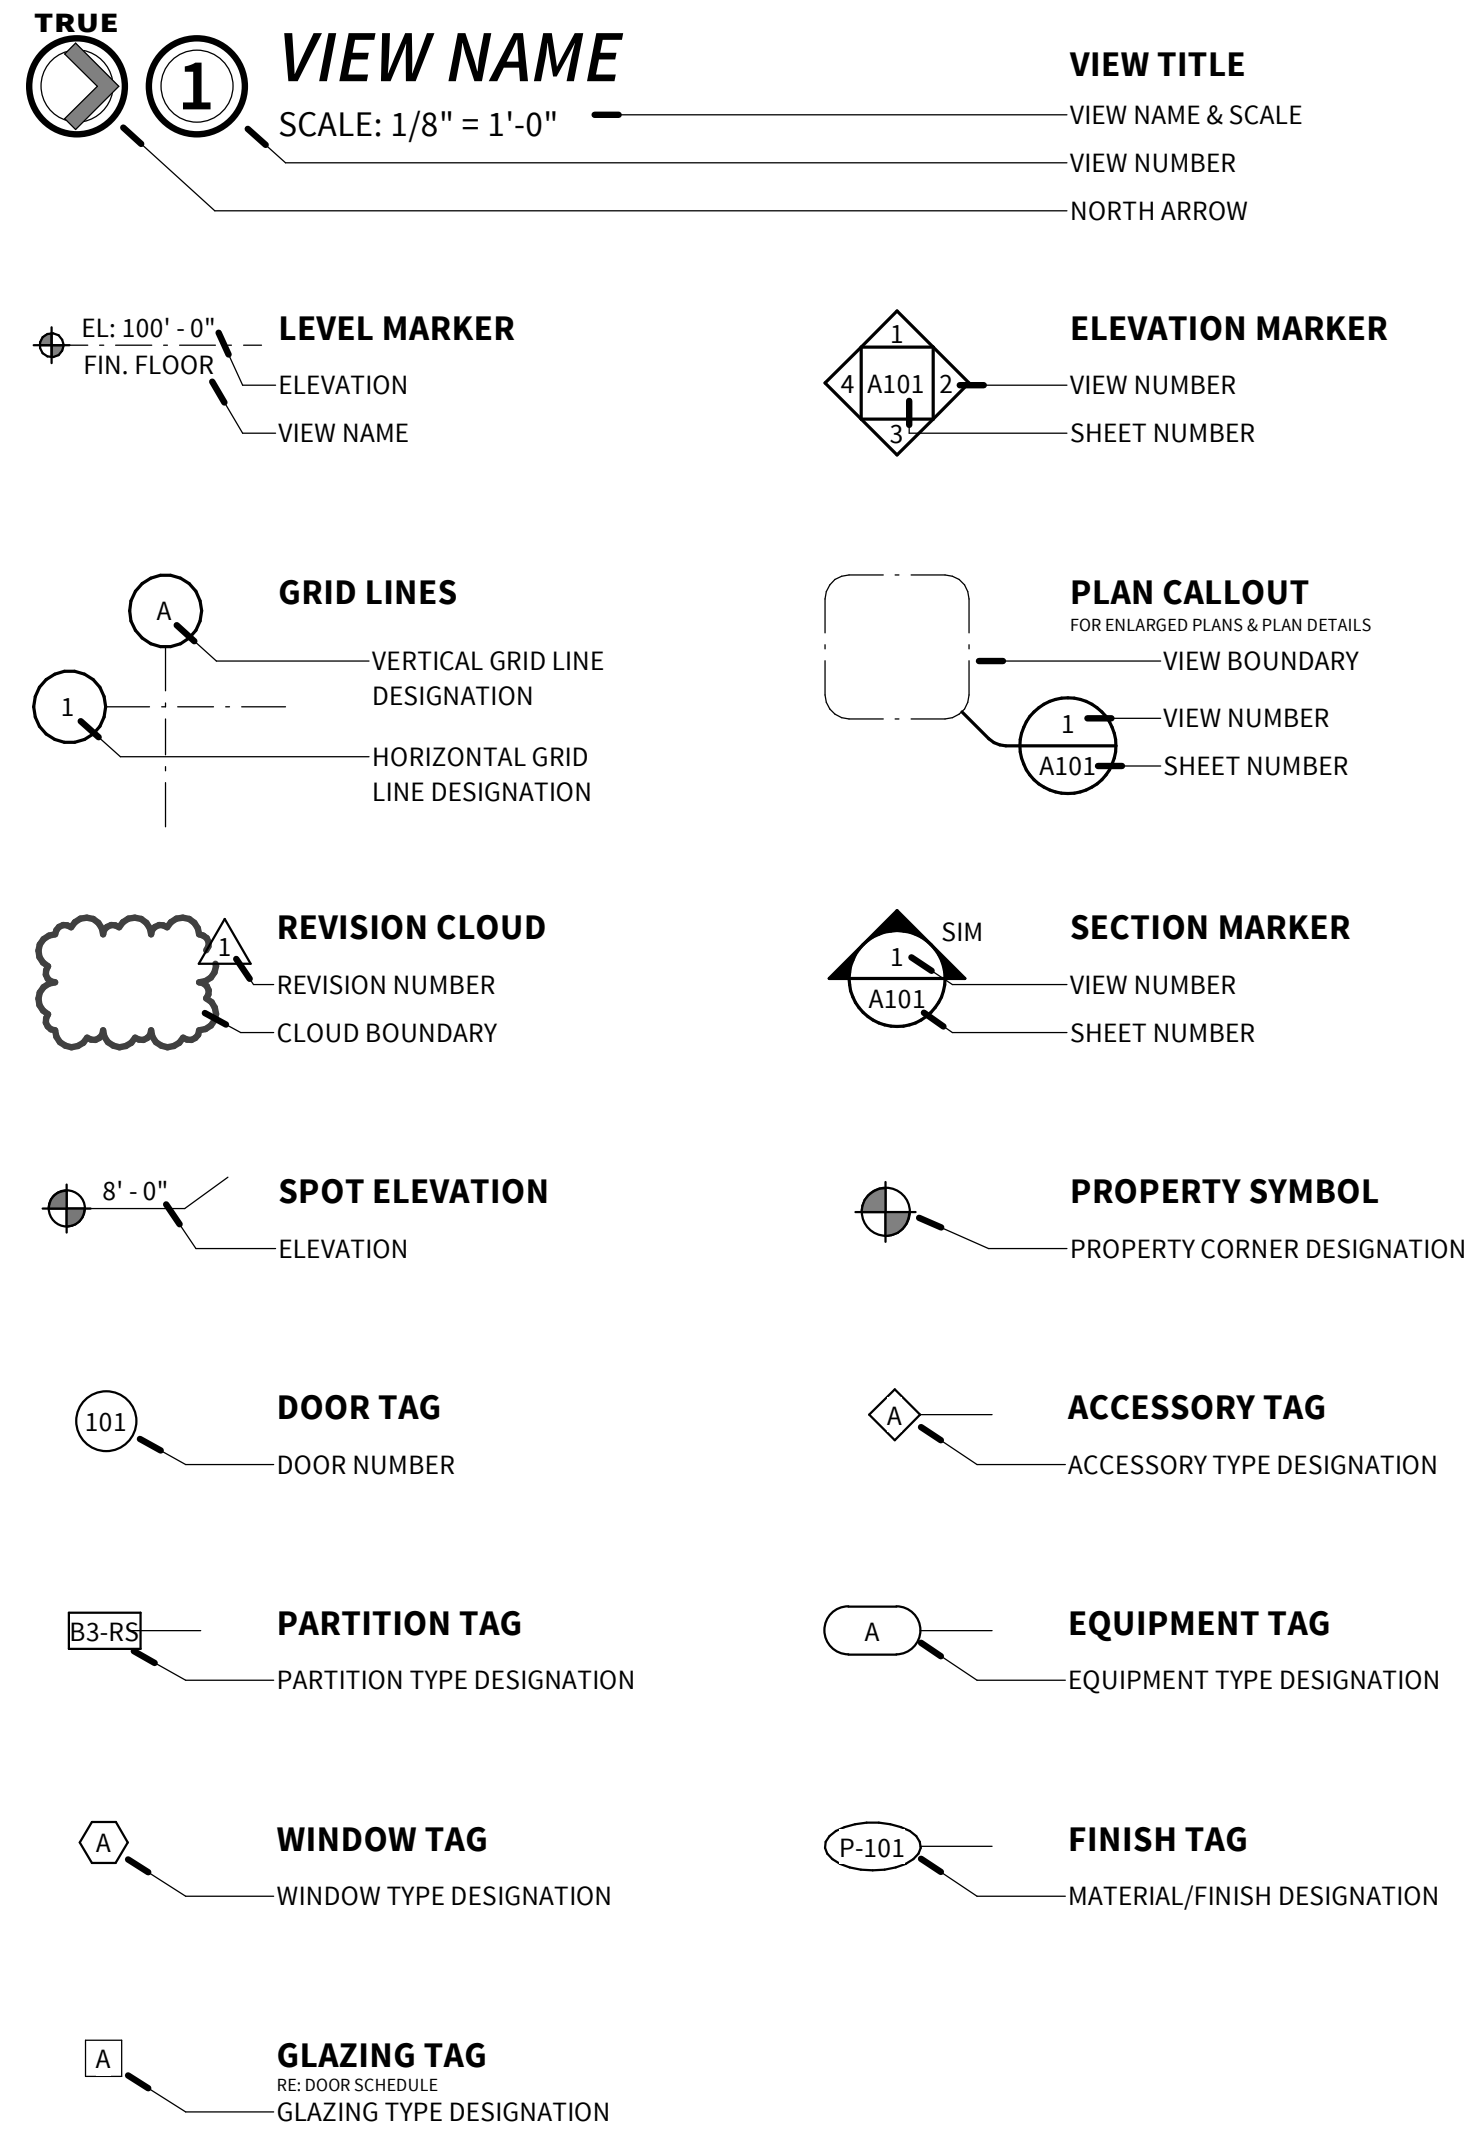 TRUE
1
VIEW NAME
SCALE: 1/8" = 1'-0"
VIEW TITLE
VIEW NAME & SCALE
VIEW NUMBER
NORTH ARROW
EL: 100' - 0"
FIN. FLOOR
LEVEL MARKER
ELEVATION
VIEW NAME
1
4 A101 2
3
ELEVATION MARKER
VIEW NUMBER
SHEET NUMBER
A
1
GRID LINES
VERTICAL GRID LINE
DESIGNATION
HORIZONTAL GRID
LINE DESIGNATION
PLAN CALLOUT
FOR ENLARGED PLANS & PLAN DETAILS
VIEW BOUNDARY
1
VIEW NUMBER
A101
SHEET NUMBER
1
REVISION CLOUD
REVISION NUMBER
CLOUD BOUNDARY
SIM
1
A101
SECTION MARKER
VIEW NUMBER
SHEET NUMBER
8' - 0"
SPOT ELEVATION
ELEVATION
PROPERTY SYMBOL
PROPERTY CORNER DESIGNATION
101
DOOR TAG
DOOR NUMBER
A
ACCESSORY TAG
ACCESSORY TYPE DESIGNATION
B3-RS
PARTITION TAG
PARTITION TYPE DESIGNATION
A
EQUIPMENT TAG
EQUIPMENT TYPE DESIGNATION
A
WINDOW TAG
WINDOW TYPE DESIGNATION
P-101
FINISH TAG
MATERIAL/FINISH DESIGNATION
A
GLAZING TAG
RE: DOOR SCHEDULE
GLAZING TYPE DESIGNATION